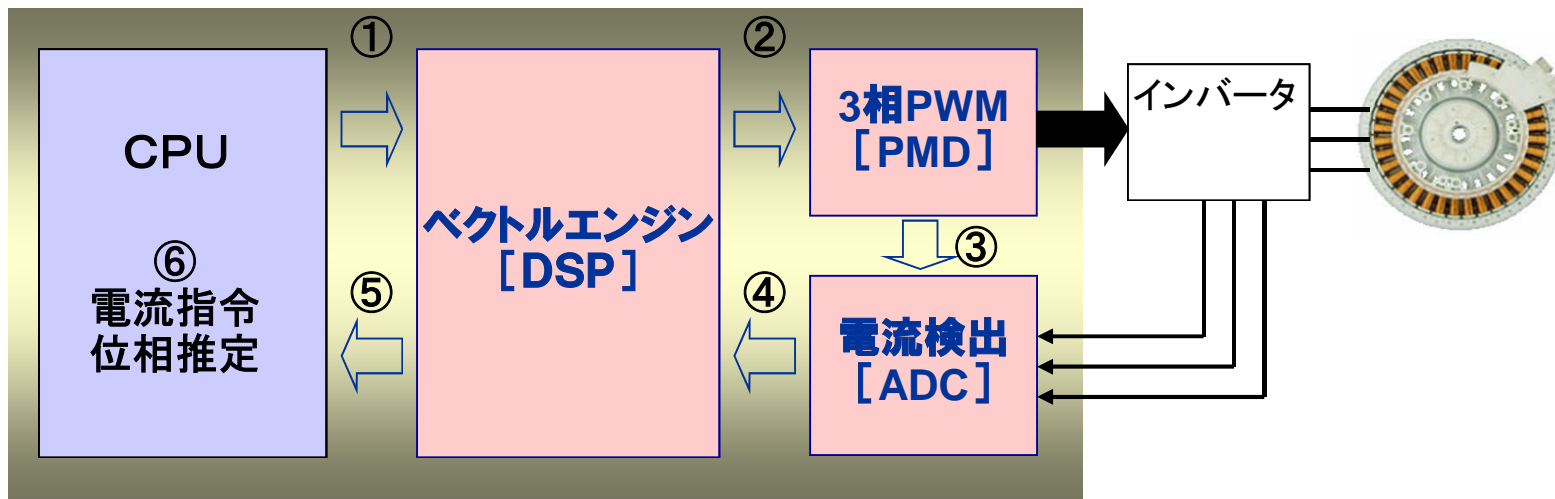 ①
②
CPU
⑥
電流指令
位相推定
⑤
ベクトルエンジン
[DSP]
④
3相PWM
[PMD]
③
電流検出
[ADC]
インバータ